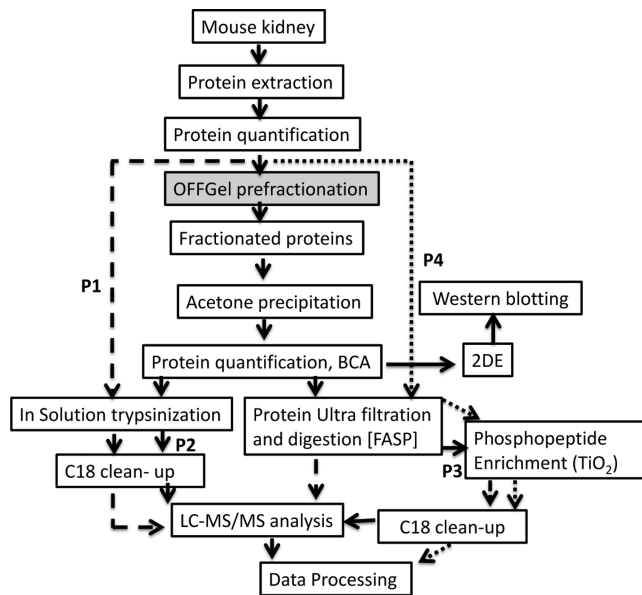 Mouse kidney
Protein extraction
Protein quantification
OFFGel prefractionation
Fractionated proteins
P4
P1
Acetone precipitation
Western blotting
Protein quantification, BCA
2DE
In Solution trypsinization
Protein Ultra filtration
and digestion [FASP]
P2
Phosphopeptide
Enrichment (TiO₂)
P3
C18 clean- up
LC-MS/MS analysis
C18 clean-up
Data Processing